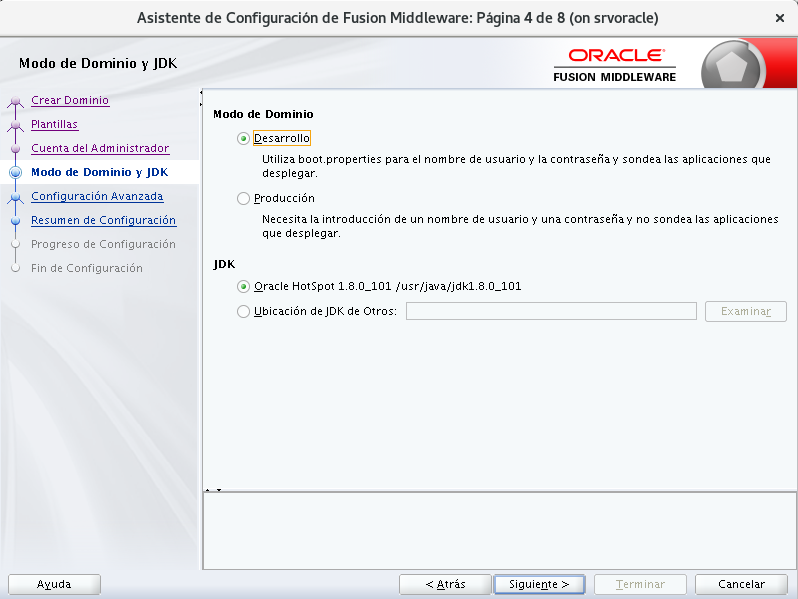 Asistente de Configuración de Fusion Middleware: Página 4 de 8 (on srvoracle)
Modo de Dominio y JDK
ORACLE
FUSION MIDDLEWARE
Crear Dominio
Plantillas
Cuenta del Administrador
Modo de Dominio y JDK
Configuración Avanzada
Resumen de Configuración
Progreso de Configuración
Fin de Configuración
Modo de Dominio
Desarrollo
Utiliza boot.properties para el nombre de usuario y la contraseña y sondea las aplicaciones que
desplegar.
Producción
Necesita la introducción de un nombre de usuario y una contraseña y no sondea las aplicaciones
que desplegar.
JDK
Oracle HotSpot 1.8.0_101 /usr/java/jdk1.8.0_101
Ubicación de JDK de Otros:
Examinar
Ayuda
< Atrás
Siguiente >
Terminar
Cancelar